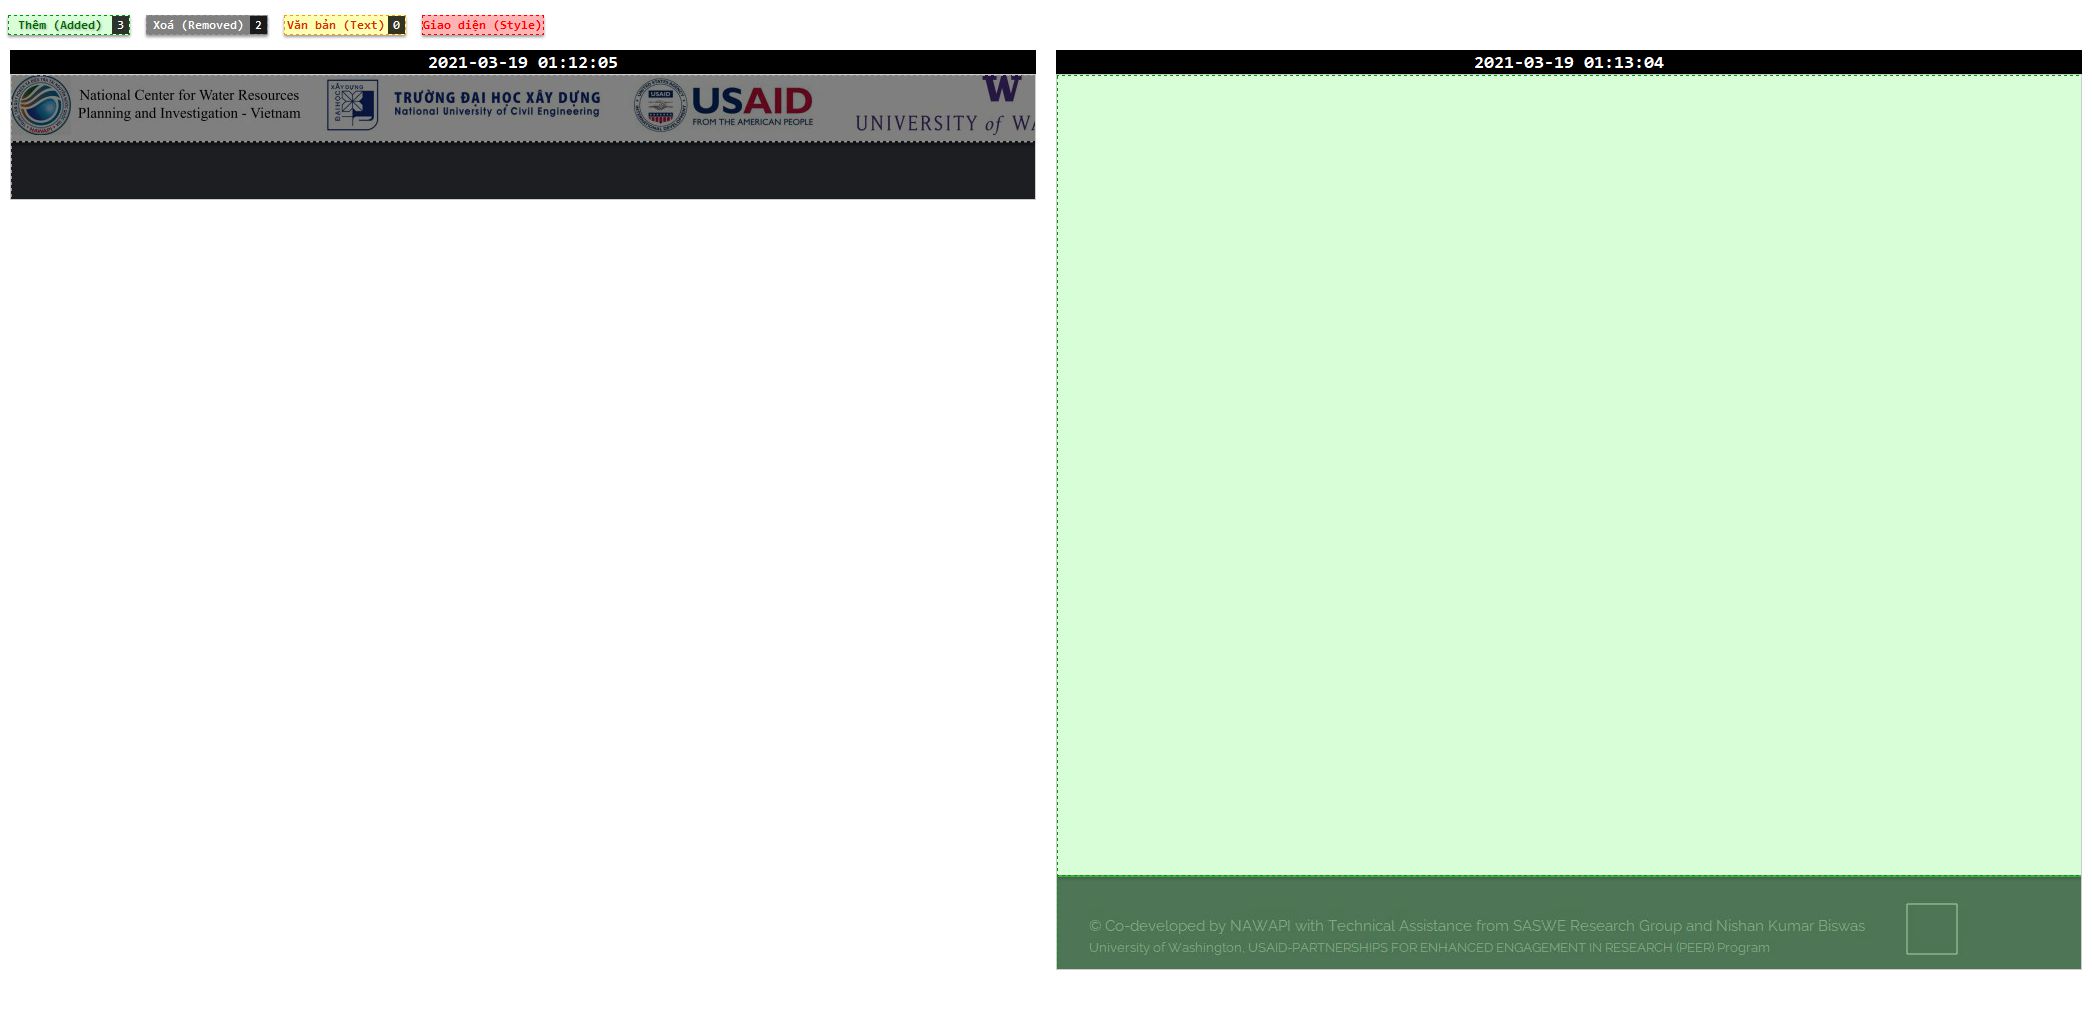 Thêm (Added) 3
Xoá (Removed) 2
Văn bản (Text) 0
Giao diện (Style)
2021-03-19 01:12:05
National Center for Water Resources
Planning and Investigation - Vietnam
XÂY DỰNG
ĐẠI HỌC
TRƯỜNG ĐẠI HỌC XÂY DỰNG
National University of Civil Engineering
USAID
USAID
FROM THE AMERICAN PEOPLE
W
UNIVERSITY of WA
2021-03-19 01:13:04
© Co-developed by NAWAPI with Technical Assistance from SASWE Research Group and Nishan Kumar Biswas
University of Washington, USAID-PARTNERSHIPS FOR ENHANCED ENGAGEMENT IN RESEARCH (PEER) Program